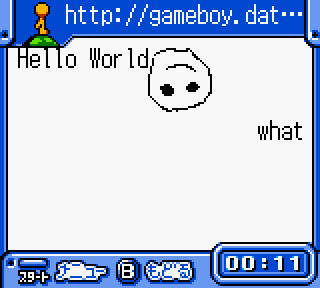 http://gameboy.dat…
Hello World
what
スタート B もどる 00:11